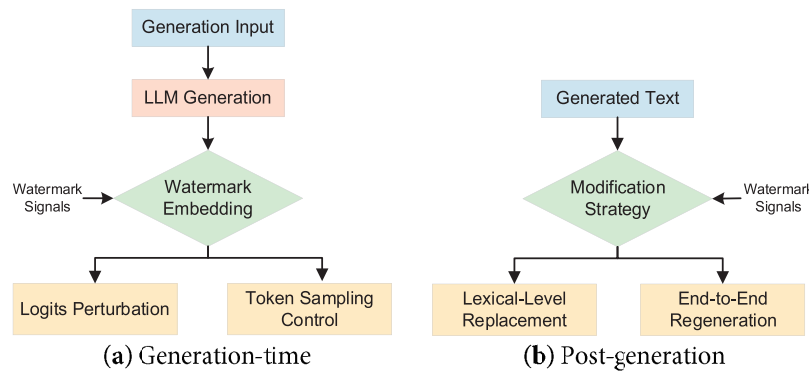 Generation Input
LLM Generation
Watermark
Signals
Watermark
Embedding
Logits Perturbation
Token Sampling
Control
(a) Generation-time
Generated Text
Modification
Strategy
Watermark
Signals
Lexical-Level
Replacement
End-to-End
Regeneration
(b) Post-generation